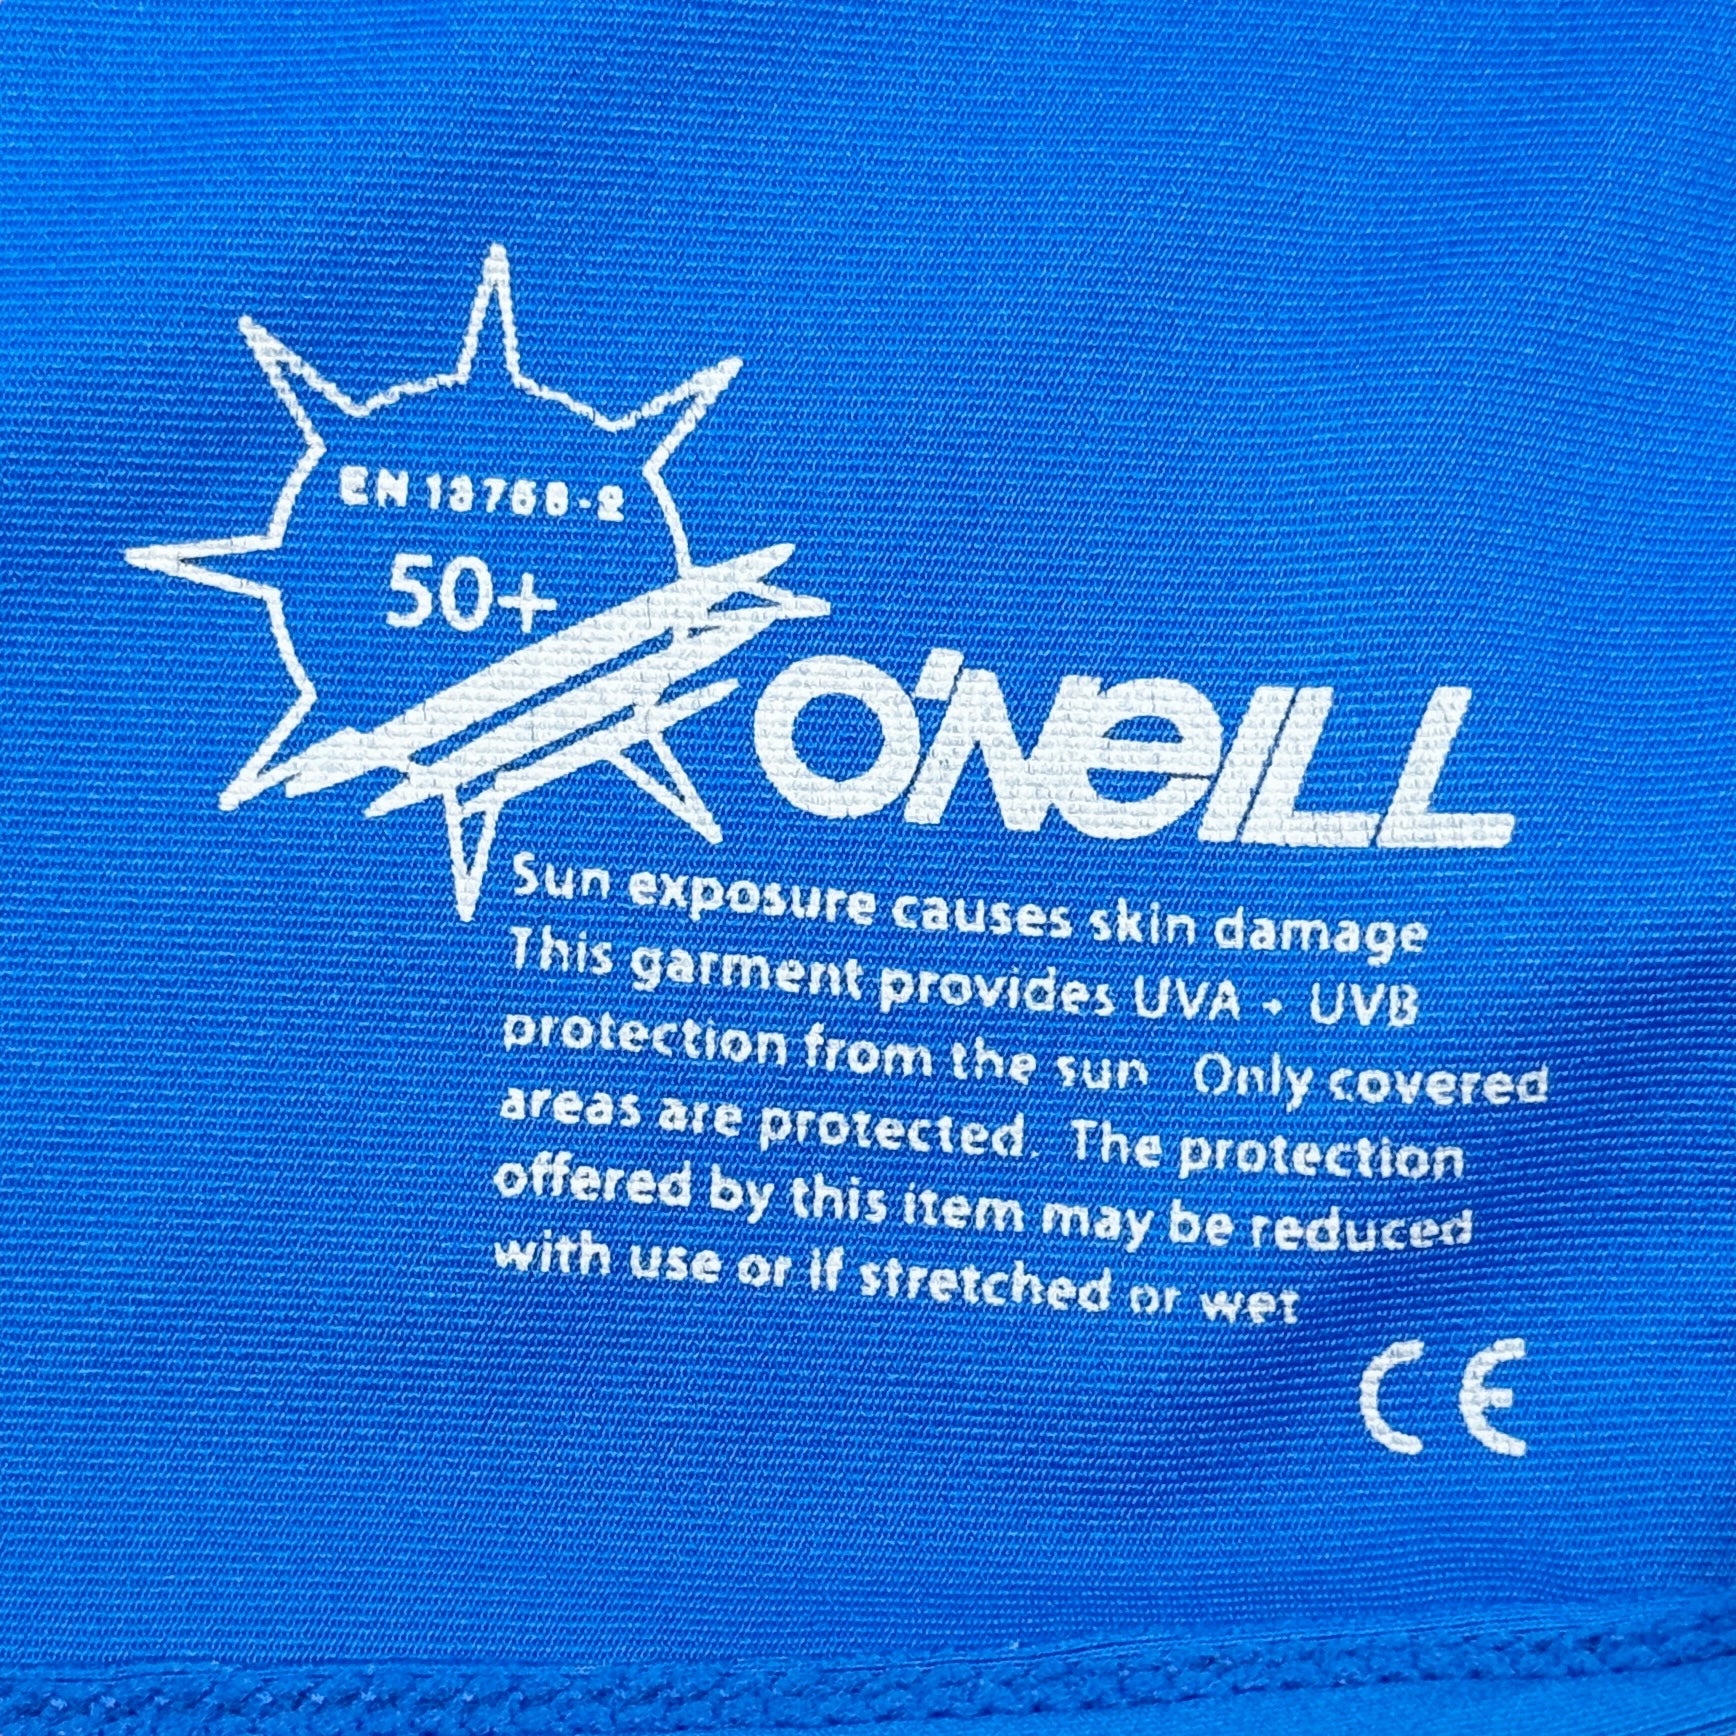 EN 13758-2
50+
O'NEILL
Sun exposure causes skin damage
This garment provides UVA + UVB
protection from the sun Only covered
areas are protected. The protection
offered by this item may be reduced
with use or if stretched or wet
CE